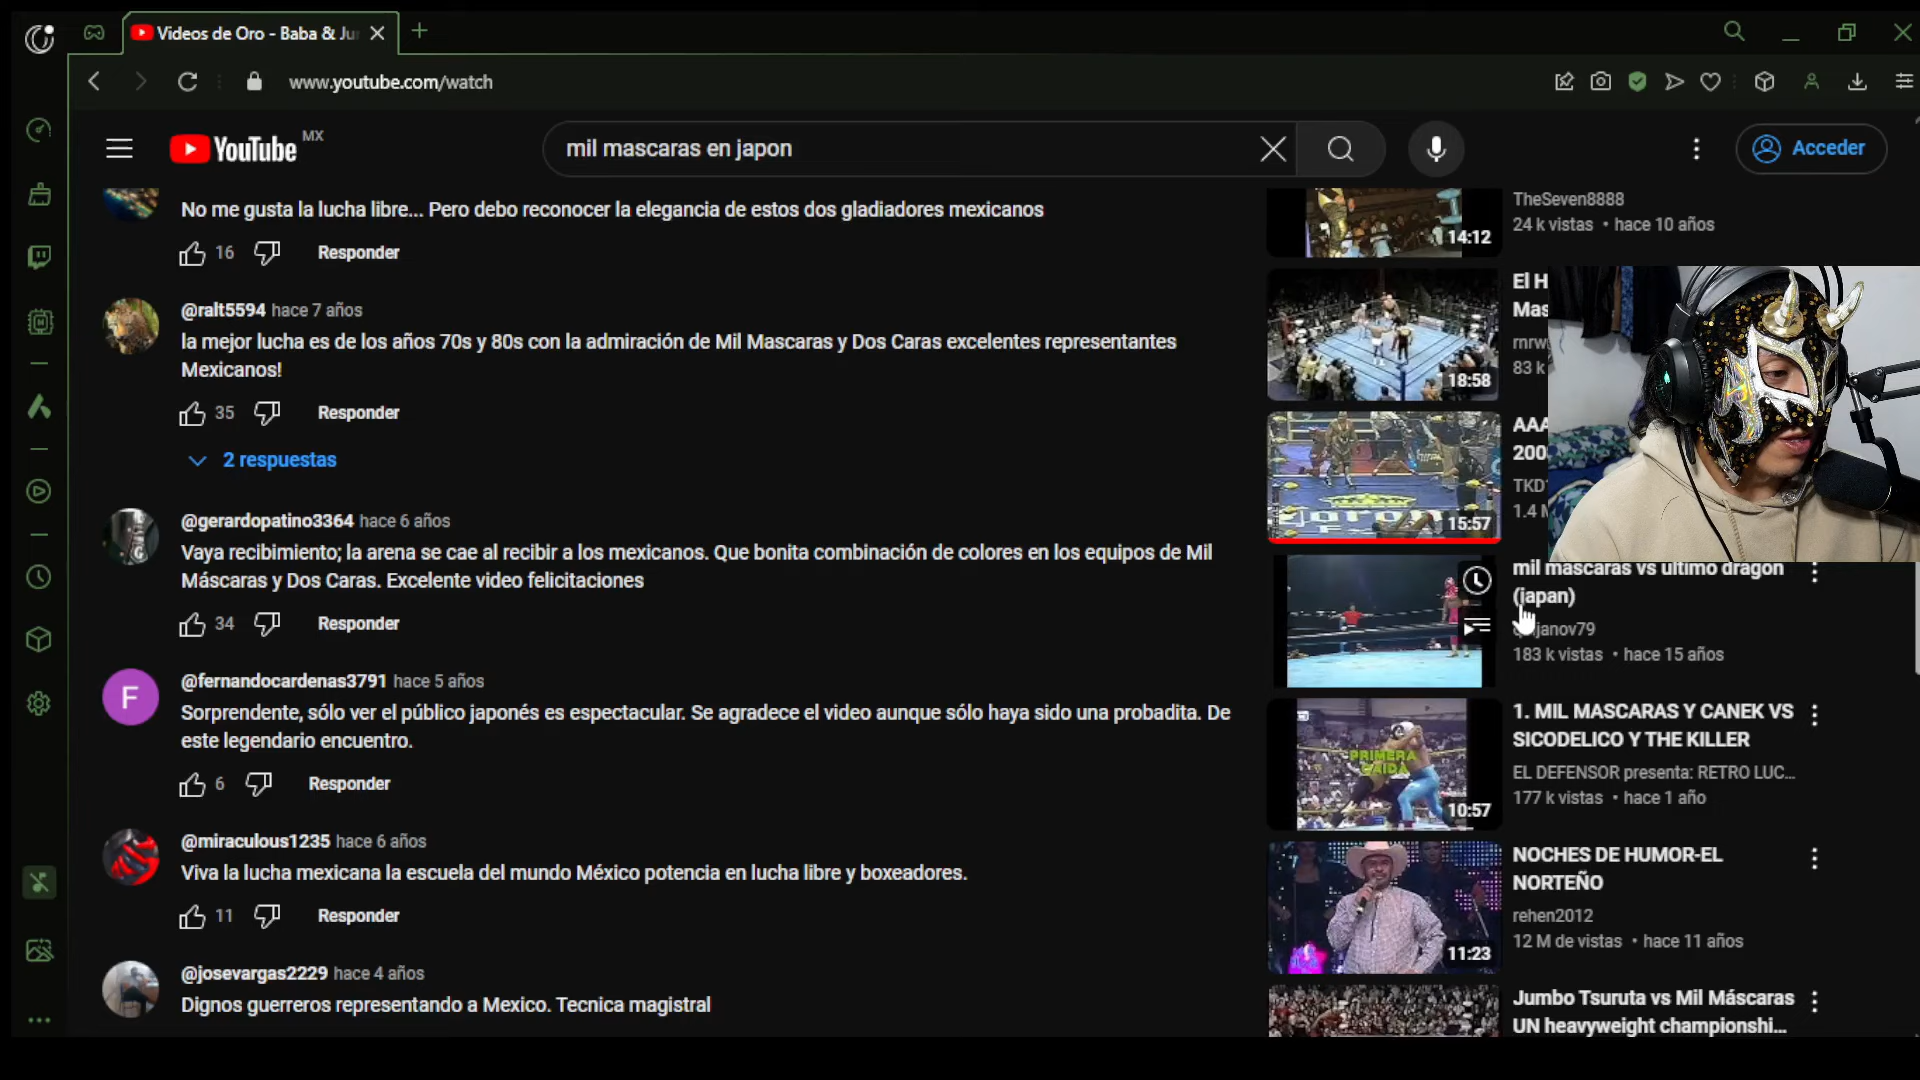 Videos de Oro - Baba & Ju
www.youtube.com/watch
YouTube MX
mil mascaras en japon
Acceder
No me gusta la lucha libre... Pero debo reconocer la elegancia de estos dos gladiadores mexicanos
16 Responder
@ralt5594 hace 7 años
la mejor lucha es de los años 70s y 80s con la admiración de Mil Mascaras y Dos Caras excelentes representantes
Mexicanos!
35 Responder
2 respuestas
@gerardopatino3364 hace 6 años
Vaya recibimiento; la arena se cae al recibir a los mexicanos. Que bonita combinación de colores en los equipos de Mil
Máscaras y Dos Caras. Excelente video felicitaciones
34 Responder
@fernandocardenas3791 hace 5 años
F
Sorprendente, sólo ver el público japonés es espectacular. Se agradece el video aunque sólo haya sido una probadita. De
este legendario encuentro.
6 Responder
@miraculous1235 hace 6 años
Viva la lucha mexicana la escuela del mundo México potencia en lucha libre y boxeadores.
11 Responder
@josevargas2229 hace 4 años
Dignos guerreros representando a Mexico. Tecnica magistral
14:12
TheSeven8888
24 k vistas • hace 10 años
18:58
El H
Mas
mrw
83 k
15:57
AAA
200
1.4 M
mil mascaras vs ultimo dragon
(japan)
183 k vistas • hace 15 años
PRIMERA
CAIDA
10:57
1. MIL MASCARAS Y CANEK VS
SICODELICO Y THE KILLER
EL DEFENSOR presenta: RETRO LUC...
177 k vistas • hace 1 año
11:23
NOCHES DE HUMOR-EL
NORTEÑO
rehen2012
12 M de vistas • hace 11 años
Jumbo Tsuruta vs Mil Máscaras
UN heavyweight championshi...